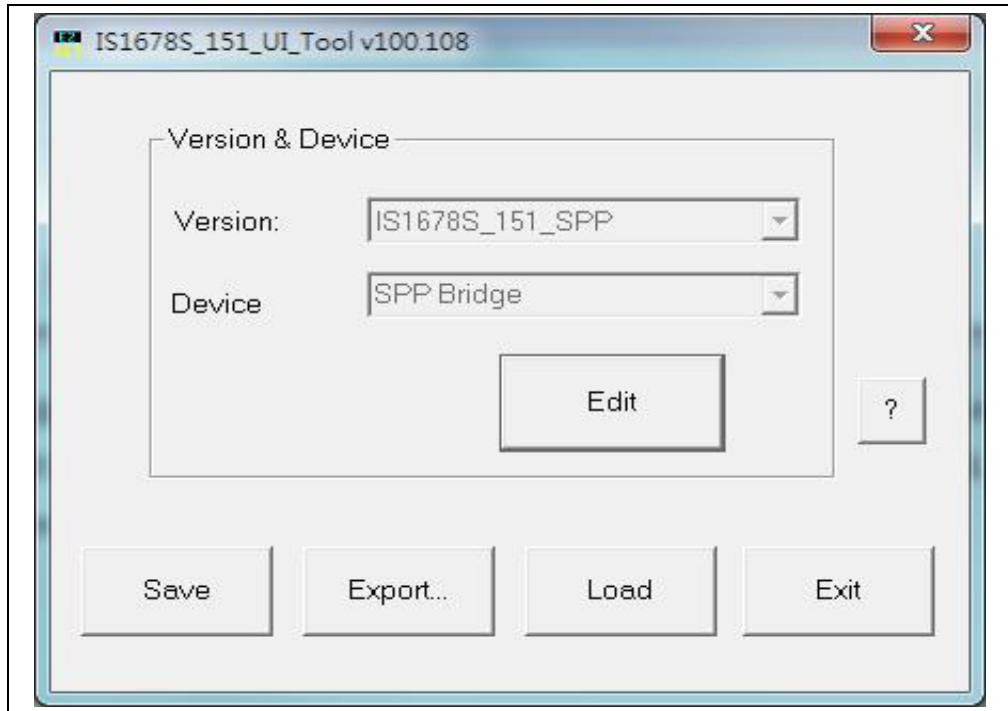 IS1678S_151_UI_Tool v100.108
Version & Device
Version: IS1678S_151_SPP
Device SPP Bridge
Edit
?
Save Export... Load Exit